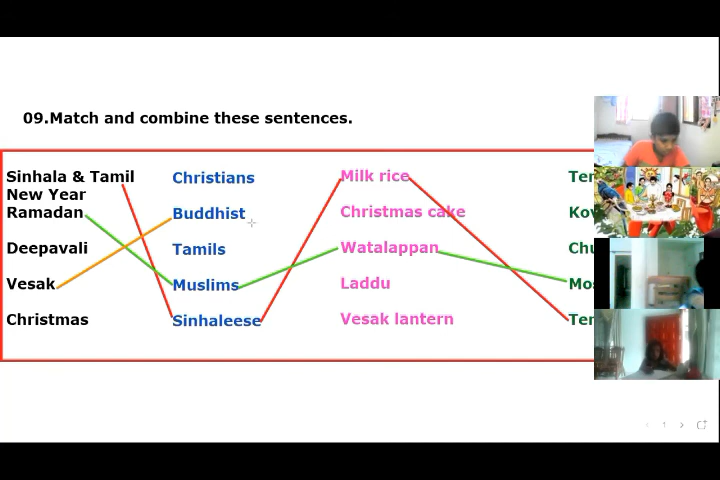 09.Match and combine these sentences.
Sinhala & Tamil Christians Milk rice
New Year
Ramadan Buddhist Christmas cake
Deepavali Tamils Watalappan
Vesak Muslims Laddu
Christmas Sinhaleese Vesak lantern
1